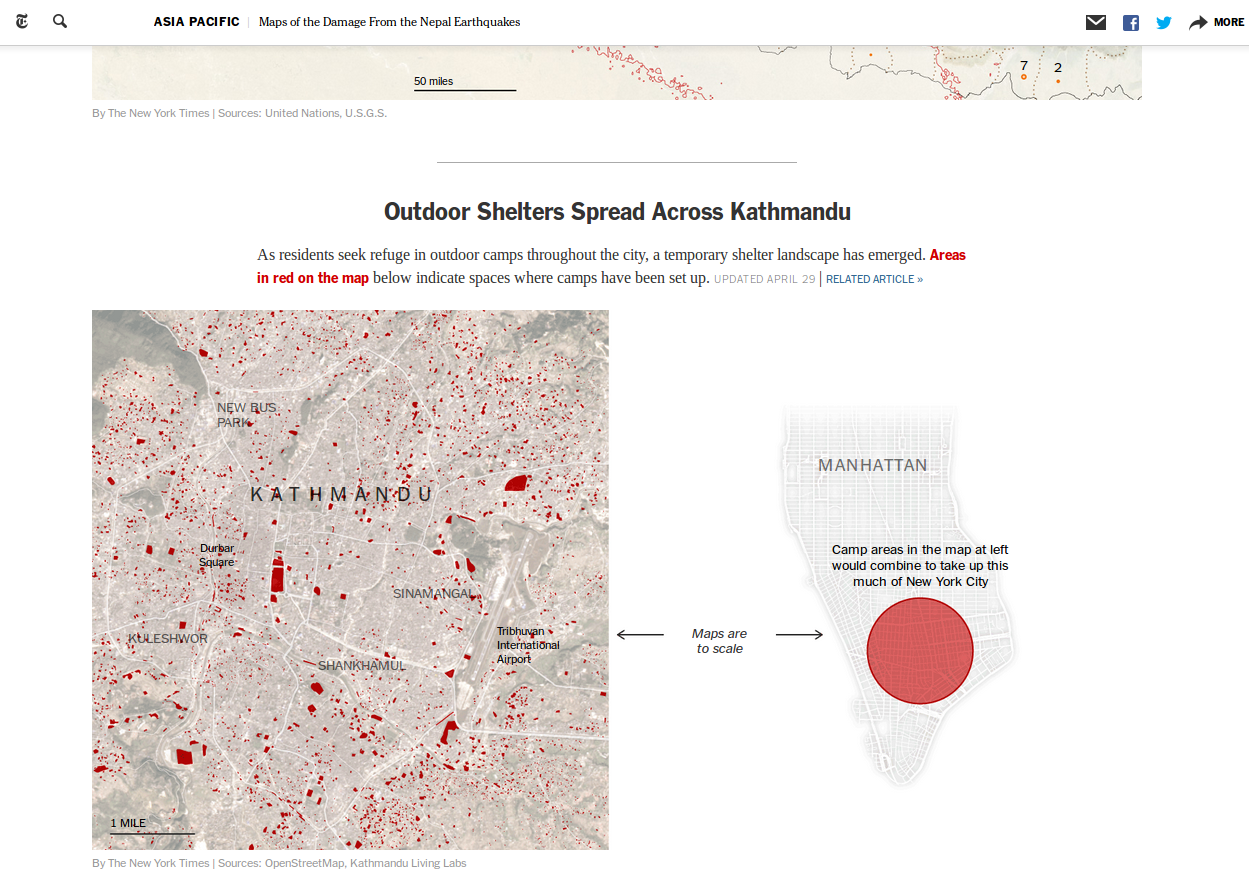 ASIA PACIFIC | Maps of the Damage From the Nepal Earthquakes
MORE
50 miles
7
2
By The New York Times | Sources: United Nations, U.S.G.S.
Outdoor Shelters Spread Across Kathmandu
As residents seek refuge in outdoor camps throughout the city, a temporary shelter landscape has emerged. Areas
in red on the map below indicate spaces where camps have been set up. UPDATED APRIL 29 | RELATED ARTICLE »
NEW BUS
PARK
KATHMANDU
Durbar
Square
SINAMANGAL
KULESHWOR
Tribhuvan
International
Airport
SHANKHAMUL
1 MILE
Maps are
to scale
MANHATTAN
Camp areas in the map at left
would combine to take up this
much of New York City
By The New York Times | Sources: OpenStreetMap, Kathmandu Living Labs